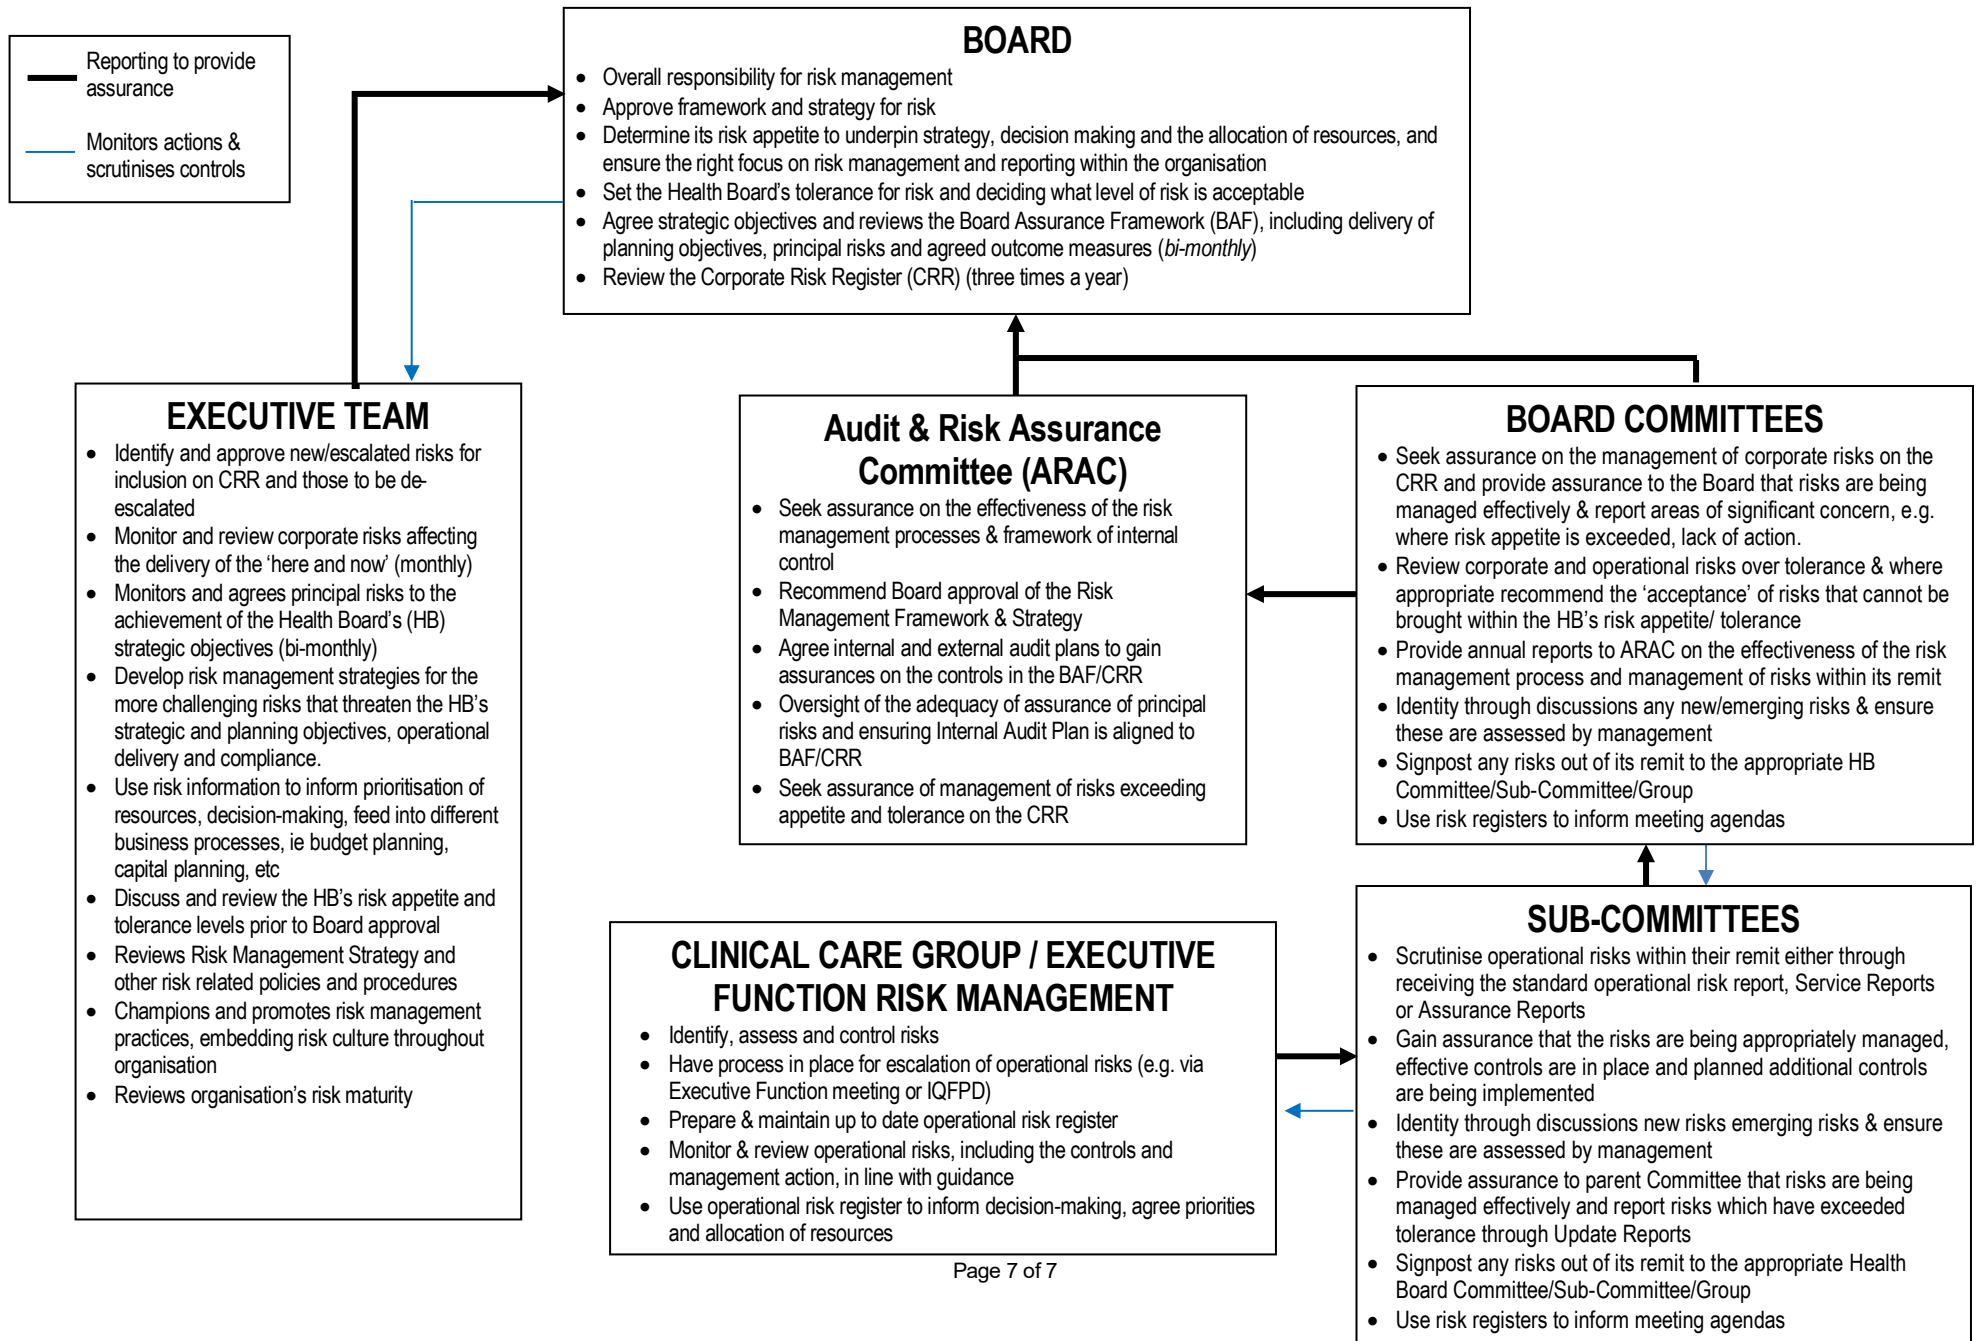 Reporting to provide
assurance
Monitors actions &
scrutinises controls
BOARD
• Overall responsibility for risk management
• Approve framework and strategy for risk
• Determine its risk appetite to underpin strategy, decision making and the allocation of resources, and
ensure the right focus on risk management and reporting within the organisation
• Set the Health Board’s tolerance for risk and deciding what level of risk is acceptable
• Agree strategic objectives and reviews the Board Assurance Framework (BAF), including delivery of
planning objectives, principal risks and agreed outcome measures (bi-monthly)
• Review the Corporate Risk Register (CRR) (three times a year)
EXECUTIVE TEAM
• Identify and approve new/escalated risks for
inclusion on CRR and those to be de-
escalated
• Monitor and review corporate risks affecting
the delivery of the ‘here and now’ (monthly)
• Monitors and agrees principal risks to the
achievement of the Health Board’s (HB)
strategic objectives (bi-monthly)
• Develop risk management strategies for the
more challenging risks that threaten the HB’s
strategic and planning objectives, operational
delivery and compliance.
• Use risk information to inform prioritisation of
resources, decision-making, feed into different
business processes, ie budget planning,
capital planning, etc
• Discuss and review the HB’s risk appetite and
tolerance levels prior to Board approval
• Reviews Risk Management Strategy and
other risk related policies and procedures
• Champions and promotes risk management
practices, embedding risk culture throughout
organisation
• Reviews organisation’s risk maturity
Audit & Risk Assurance
Committee (ARAC)
• Seek assurance on the effectiveness of the risk
management processes & framework of internal
control
• Recommend Board approval of the Risk
Management Framework & Strategy
• Agree internal and external audit plans to gain
assurances on the controls in the BAF/CRR
• Oversight of the adequacy of assurance of principal
risks and ensuring Internal Audit Plan is aligned to
BAF/CRR
• Seek assurance of management of risks exceeding
appetite and tolerance on the CRR
BOARD COMMITTEES
• Seek assurance on the management of corporate risks on the
CRR and provide assurance to the Board that risks are being
managed effectively & report areas of significant concern, e.g.
where risk appetite is exceeded, lack of action.
• Review corporate and operational risks over tolerance & where
appropriate recommend the ‘acceptance’ of risks that cannot be
brought within the HB’s risk appetite/ tolerance
• Provide annual reports to ARAC on the effectiveness of the risk
management process and management of risks within its remit
• Identity through discussions any new/emerging risks & ensure
these are assessed by management
• Signpost any risks out of its remit to the appropriate HB
Committee/Sub-Committee/Group
• Use risk registers to inform meeting agendas
CLINICAL CARE GROUP / EXECUTIVE
FUNCTION RISK MANAGEMENT
• Identify, assess and control risks
• Have process in place for escalation of operational risks (e.g. via
Executive Function meeting or IQFPD)
• Prepare & maintain up to date operational risk register
• Monitor & review operational risks, including the controls and
management action, in line with guidance
• Use operational risk register to inform decision-making, agree priorities
and allocation of resources
SUB-COMMITTEES
• Scrutinise operational risks within their remit either through
receiving the standard operational risk report, Service Reports
or Assurance Reports
• Gain assurance that the risks are being appropriately managed,
effective controls are in place and planned additional controls
are being implemented
• Identity through discussions new risks emerging risks & ensure
these are assessed by management
• Provide assurance to parent Committee that risks are being
managed effectively and report risks which have exceeded
tolerance through Update Reports
• Signpost any risks out of its remit to the appropriate Health
Board Committee/Sub-Committee/Group
• Use risk registers to inform meeting agendas
Page 7 of 7